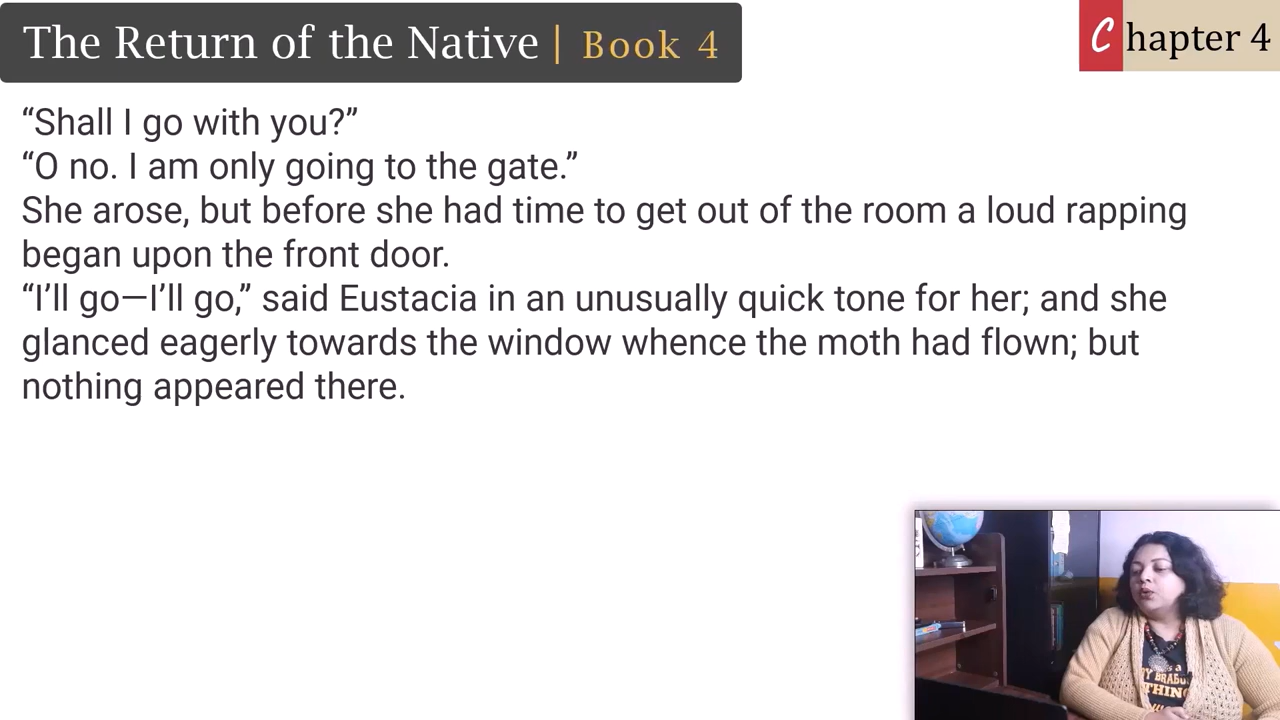 The Return of the Native | Book 4
Chapter 4
“Shall I go with you?”
“O no. I am only going to the gate.”
She arose, but before she had time to get out of the room a loud rapping
began upon the front door.
“I’ll go—I’ll go,” said Eustacia in an unusually quick tone for her; and she
glanced eagerly towards the window whence the moth had flown; but
nothing appeared there.